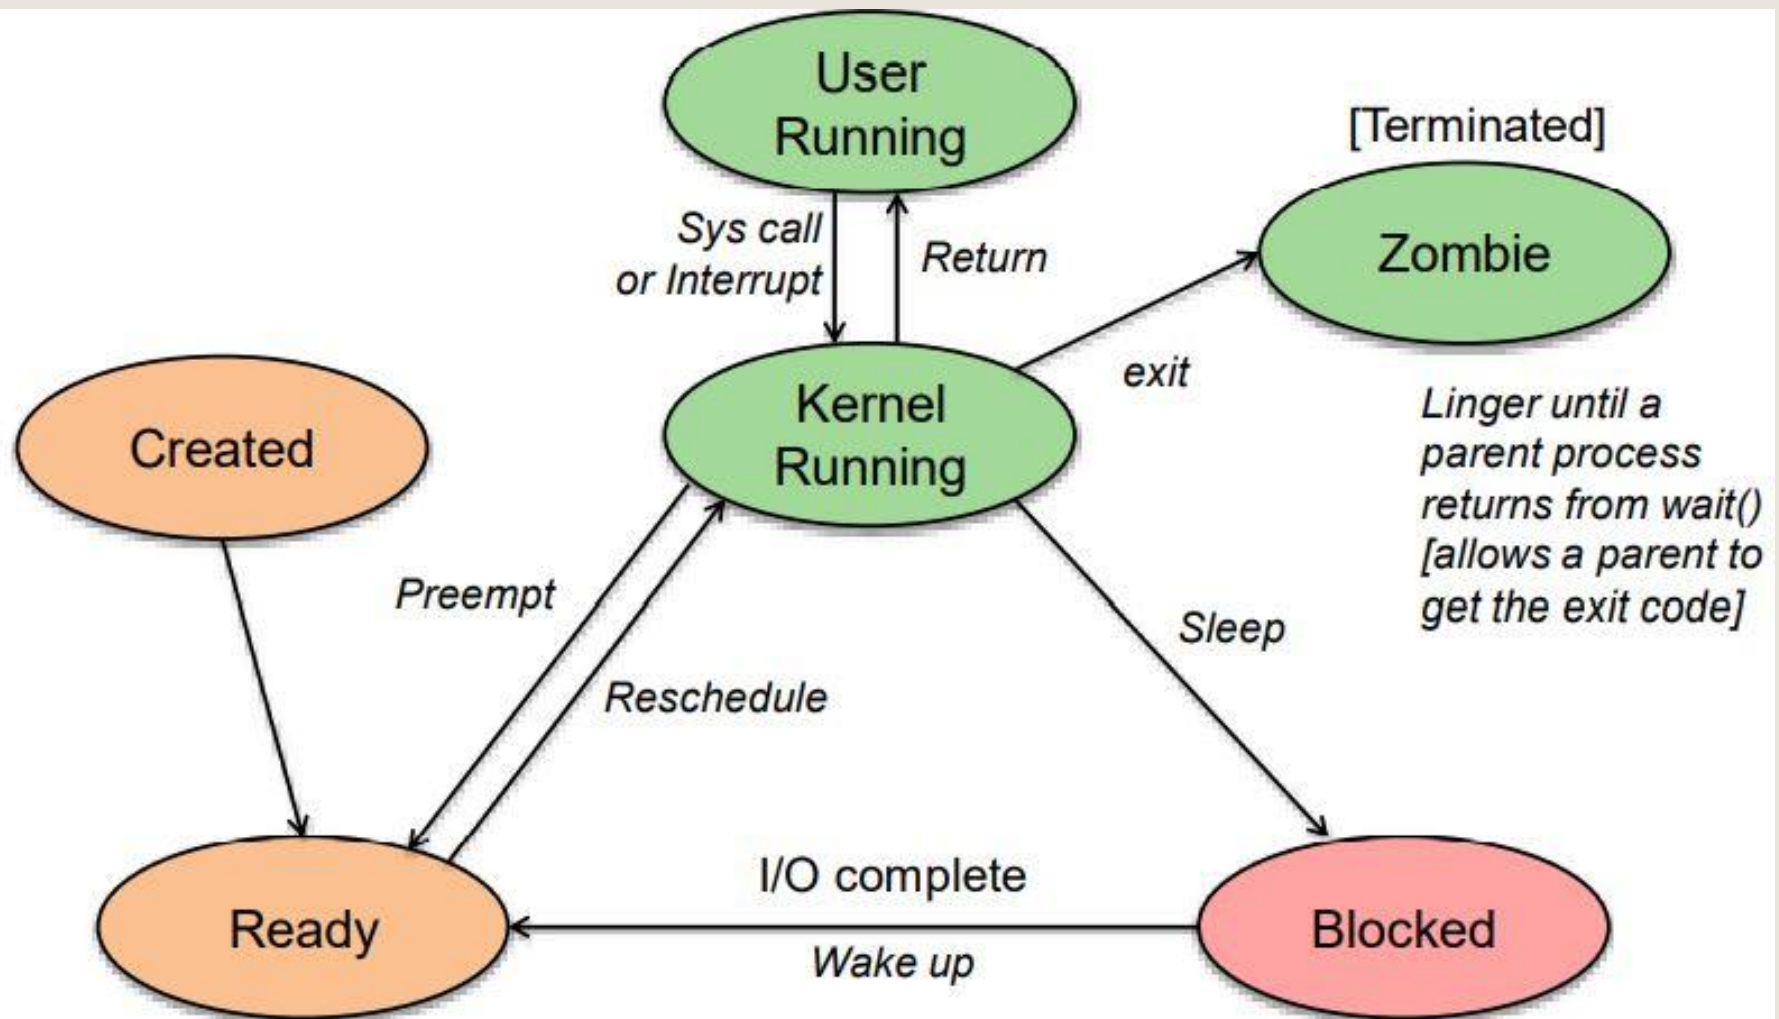 User
Running
[Terminated]
Sys call
or Interrupt
Return
Zombie
exit
Created
Kernel
Running
Linger until a
parent process
returns from wait()
[allows a parent to
get the exit code]
Preempt
Reschedule
Sleep
I/O complete
Wake up
Ready
Blocked